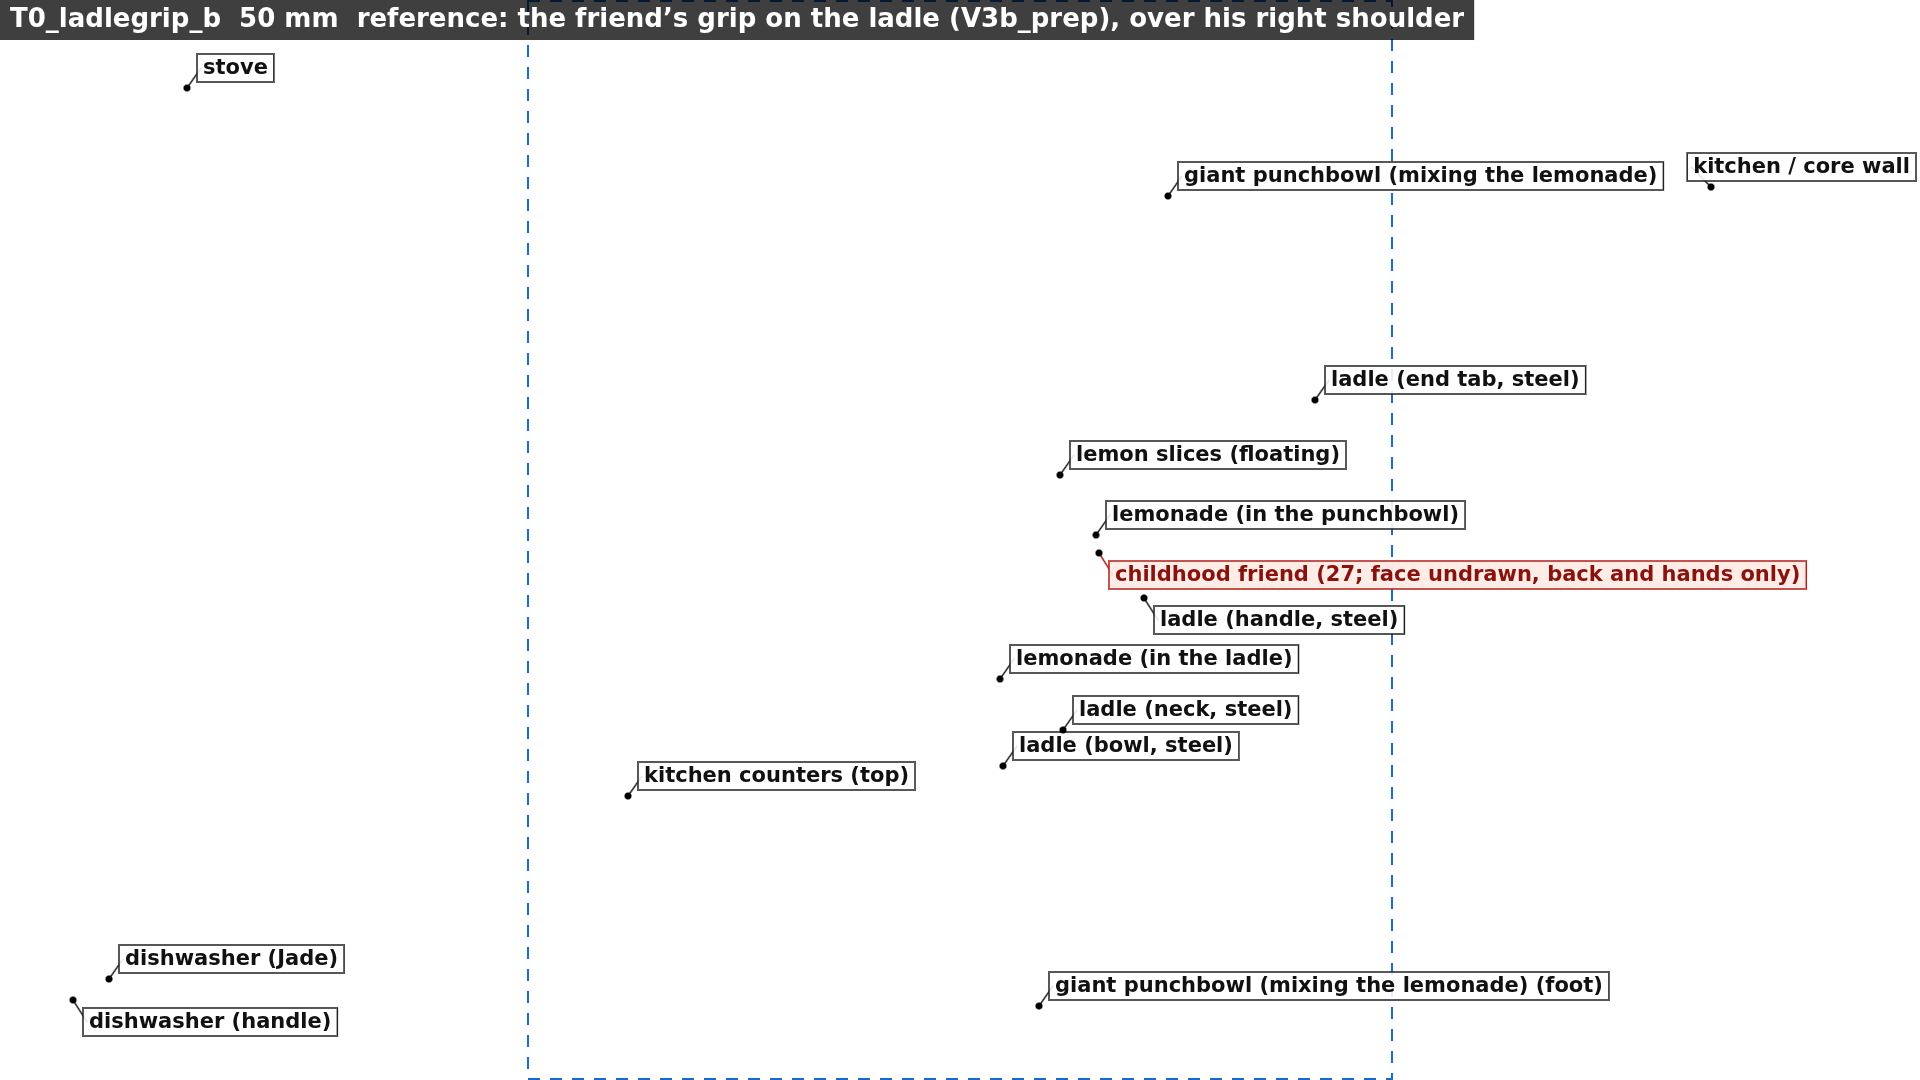 T0_ladlegrip_b  50 mm  reference: the friend’s grip on the ladle (V3b_prep), over his right shoulder
stove
kitchen / core wall
giant punchbowl (mixing the lemonade)
ladle (end tab, steel)
lemon slices (floating)
lemonade (in the punchbowl)
childhood friend (27; face undrawn, back and hands only)
ladle (handle, steel)
lemonade (in the ladle)
ladle (neck, steel)
ladle (bowl, steel)
kitchen counters (top)
dishwasher (Jade)
giant punchbowl (mixing the lemonade) (foot)
dishwasher (handle)